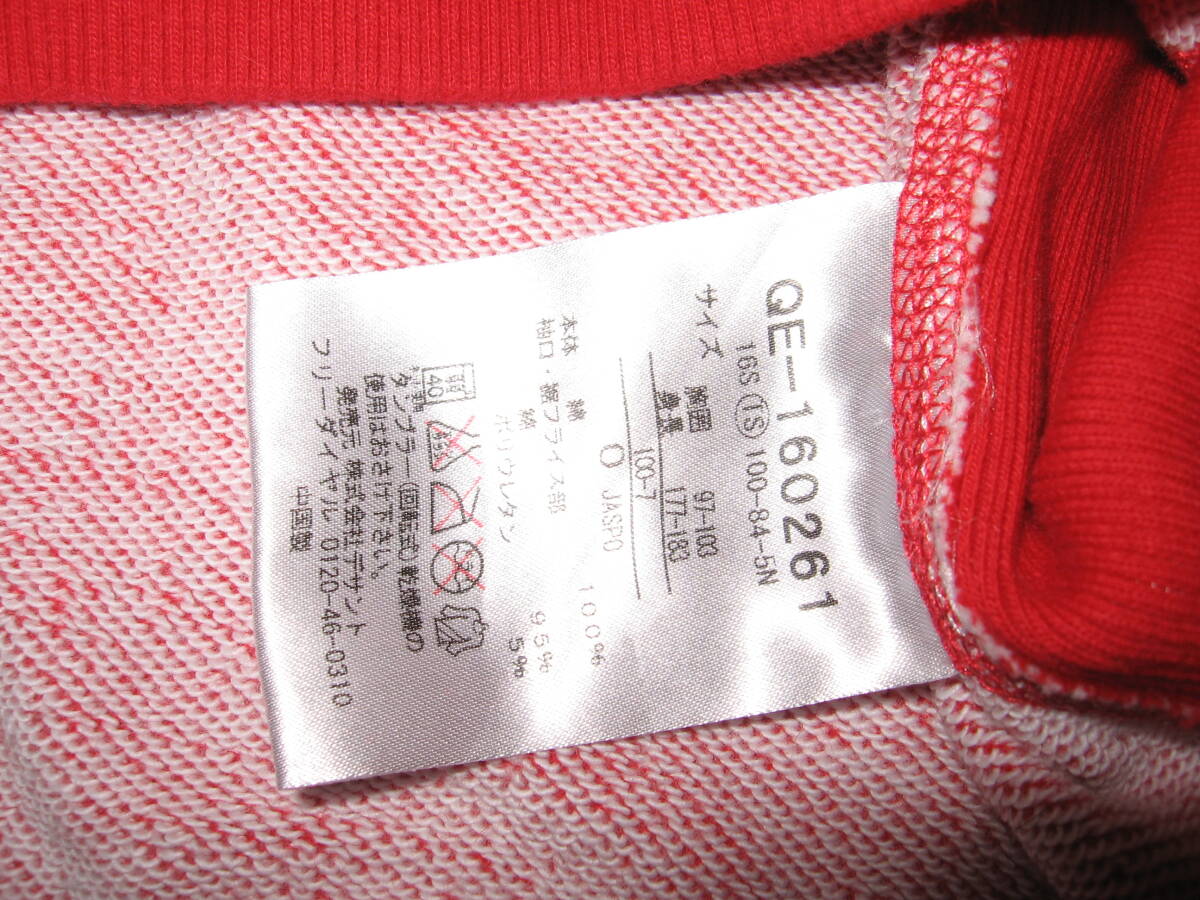 QE-160261
16S (TS) 100-84-5N
サイズ 胸囲 97-103
身長 177-183
100-7
O JASPO
本体 綿 100%
袖口・裾フライス部
綿 95%
ポリウレタン 5%
40
タンブラー(回転式)乾燥機の
使用はおさけ下さい。
発売元 株式会社デサント
フリーダイヤル 0120-46-0310
中国製